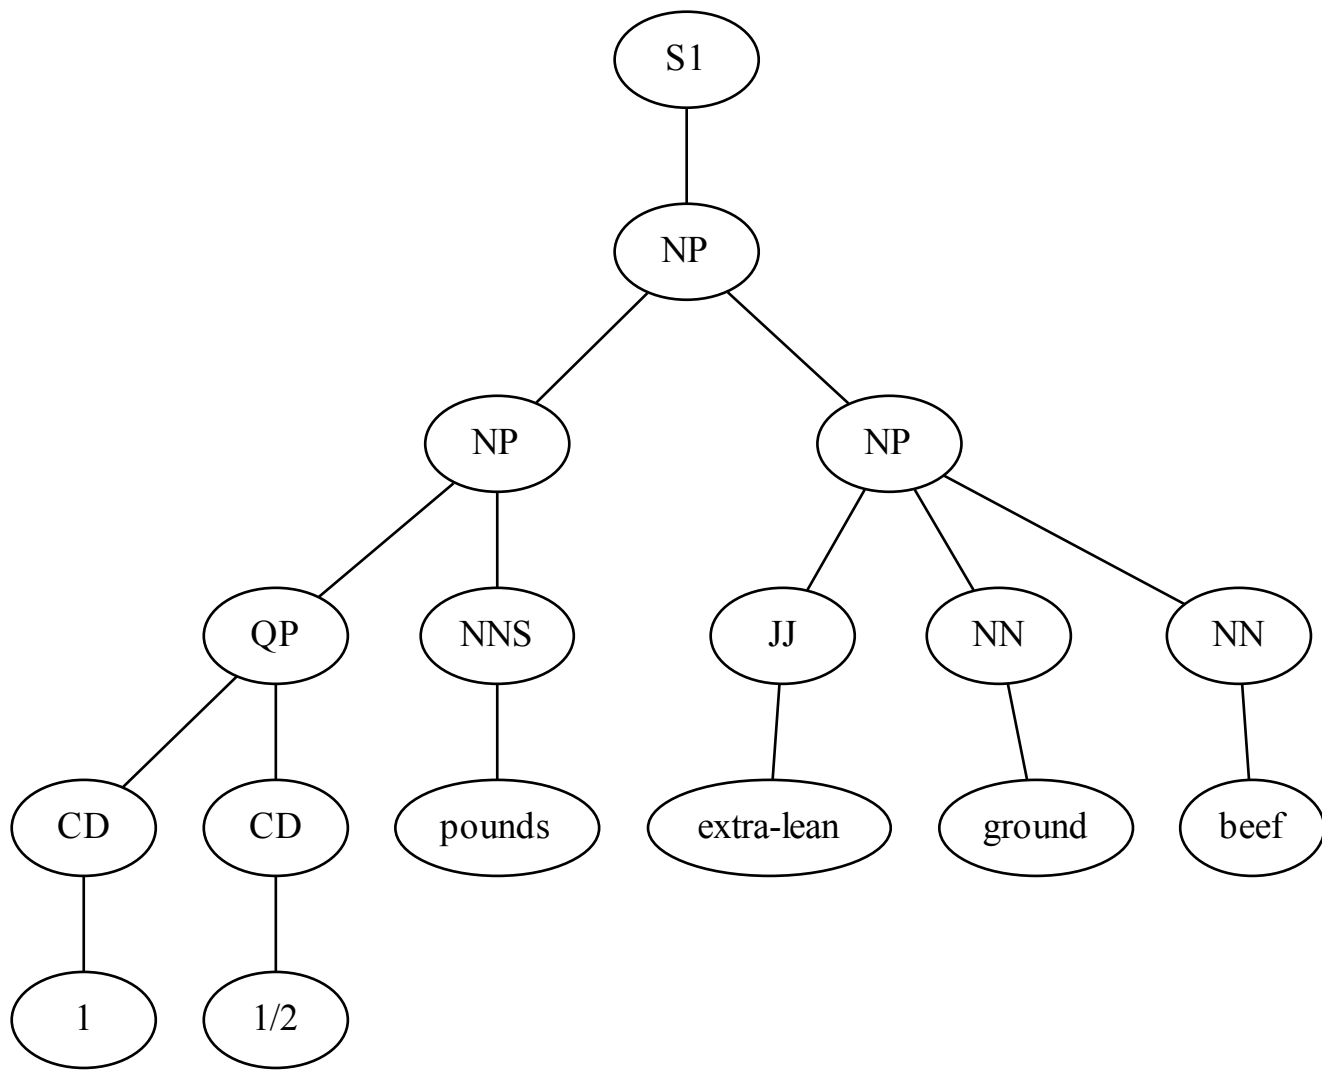 S1
NP
NP NP
QP NNS JJ NN NN
CD CD pounds extra-lean ground beef
1 1/2